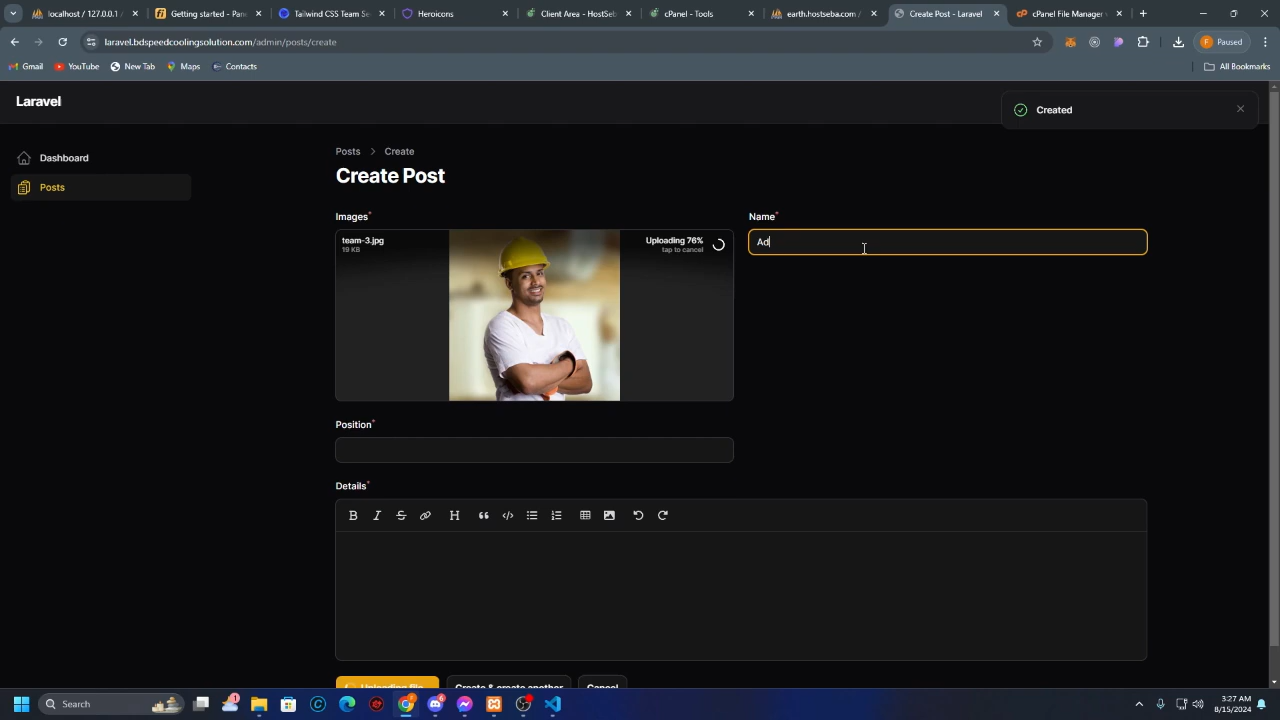 localhost / 127.0.0.1
Getting started - Pan
Tailwind CSS Team Se
Heroicons
Client Area - HostSeb
cPanel - Tools
earth.hostseba.com
Create Post - Laravel
cPanel File Manager
laravel.bdspeedcoolingsolution.com/admin/posts/create
F Paused
Gmail
YouTube
New Tab
Maps
Contacts
All Bookmarks
Laravel
Created
Dashboard
Posts
Posts > Create
Create Post
Images*
Name*
team-3.jpg
19 KB
Uploading 76%
tap to cancel
Ad
Position*
Details*
Uploading file...
Create & create another
Cancel
Search
3:27 AM
8/15/2024